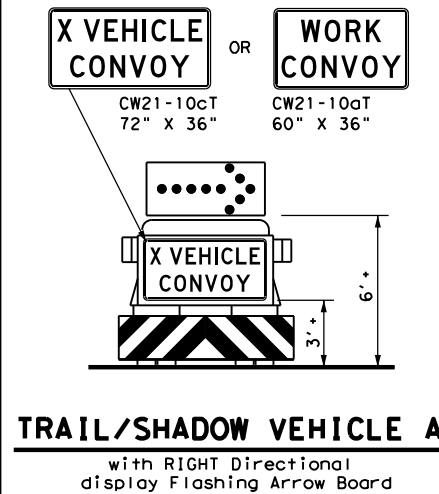 X VEHICLE
CONVOY
OR
WORK
CONVOY
CW21-10cT
72" X 36"
CW21-10aT
60" X 36"
X VEHICLE
CONVOY
6' +
3' +
TRAIL/SHADOW VEHICLE A
with RIGHT Directional
display Flashing Arrow Board